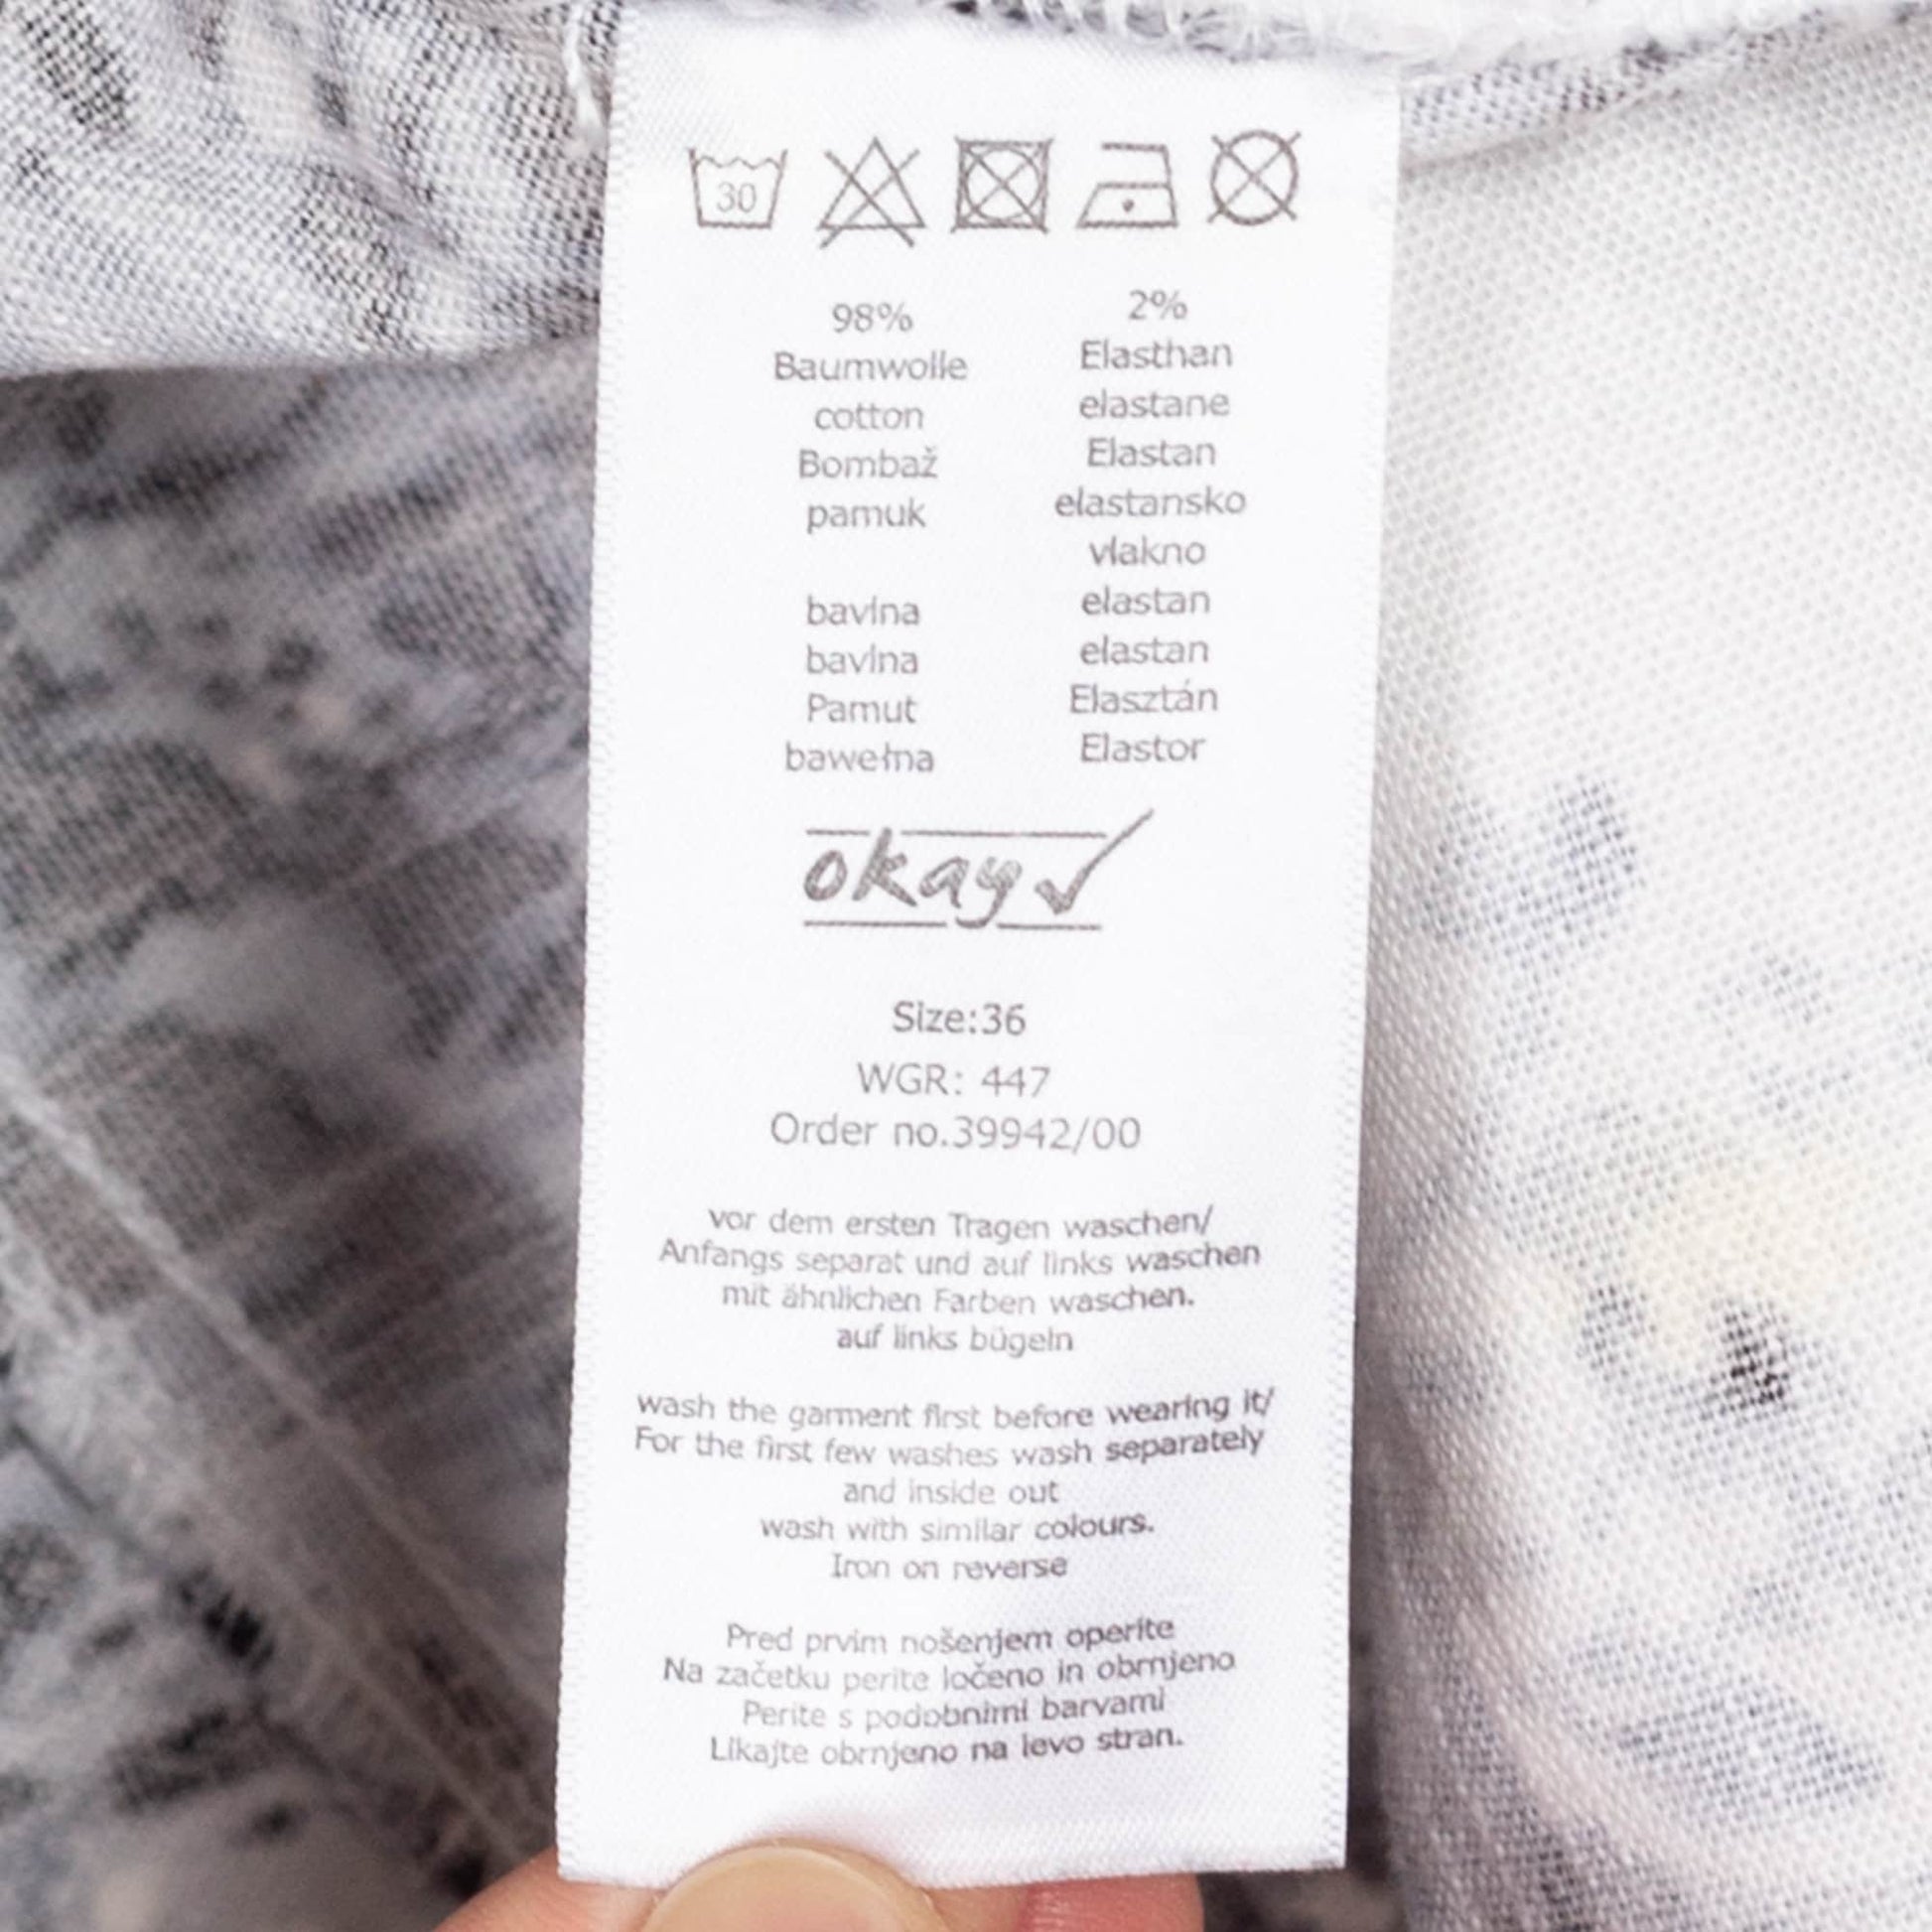 30
98%
Baumwolle
cotton
Bombaž
pamuk
bavlna
bavlna
Pamut
bawełna
2%
Elasthan
elastane
Elastan
elastansko
vlakno
elastan
elastan
Elasztán
Elastor
okay
Size:36
WGR: 447
Order no.39942/00
vor dem ersten Tragen waschen/
Anfangs separat und auf links waschen
mit ähnlichen Farben waschen.
auf links bügeln
wash the garment first before wearing it/
For the first few washes wash separately
and inside out
wash with similar colours.
Iron on reverse
Pred prvim nošenjem operite
Na začetku perite ločeno in obrnjeno
Perite s podobnimi barvami
Likajte obrnjeno na levo stran.